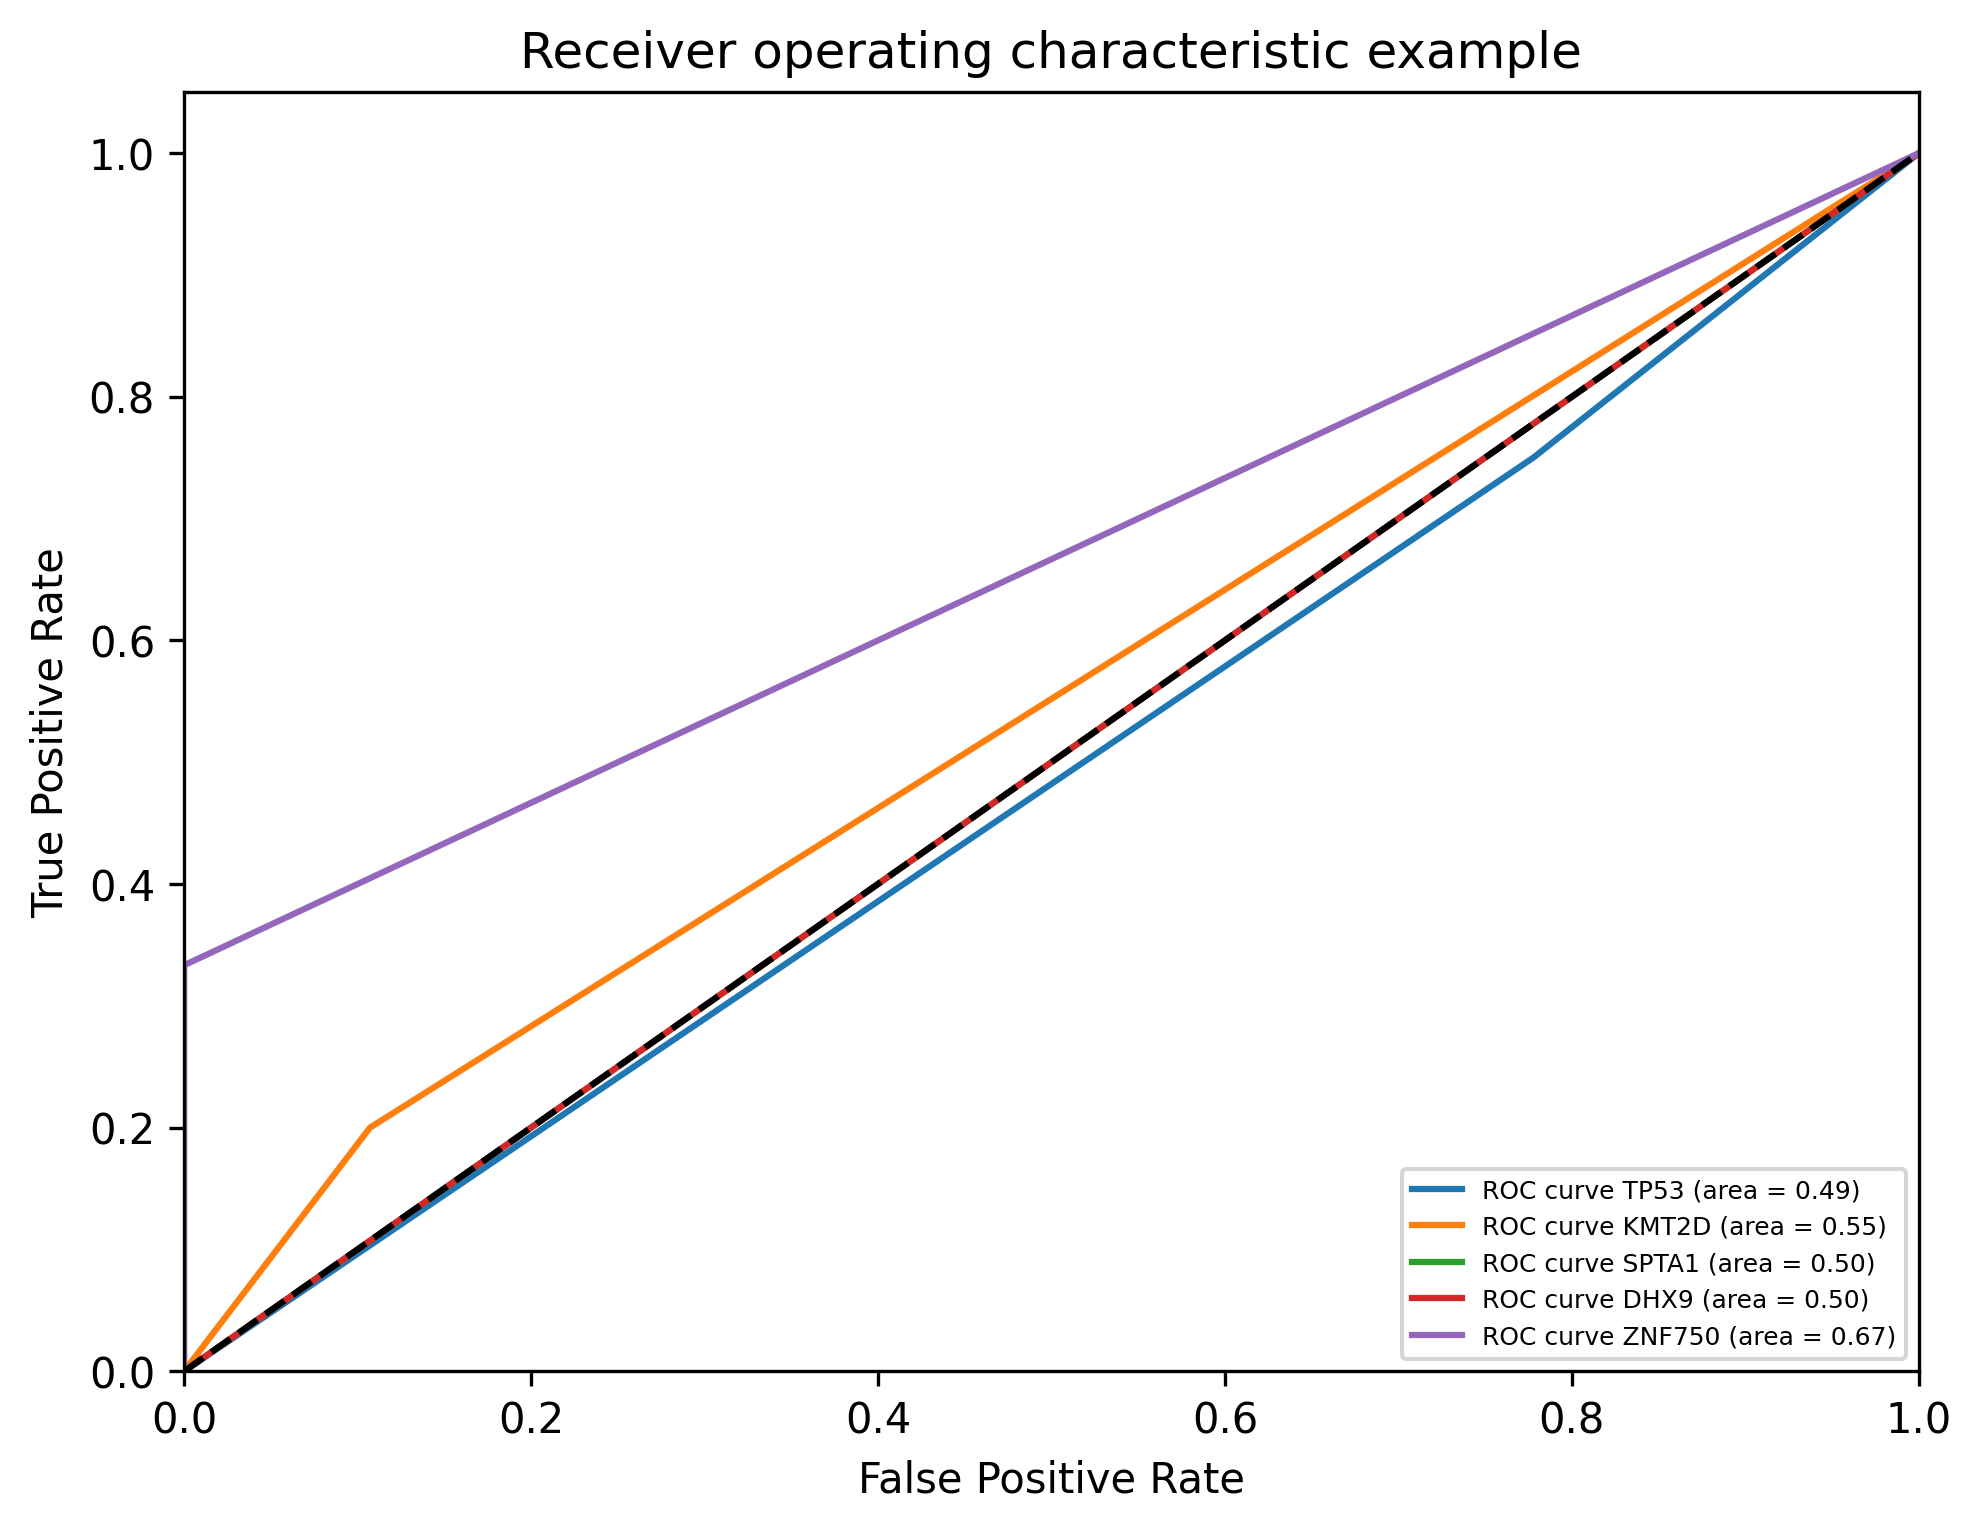 Receiver operating characteristic example
1.0
0.8
0.6
0.4
0.2
0.0
True Positive Rate
ROC curve TP53 (area = 0.49)
ROC curve KMT2D (area = 0.55)
ROC curve SPTA1 (area = 0.50)
ROC curve DHX9 (area = 0.50)
ROC curve ZNF750 (area = 0.67)
0.0 0.2 0.4 0.6 0.8 1.0
False Positive Rate